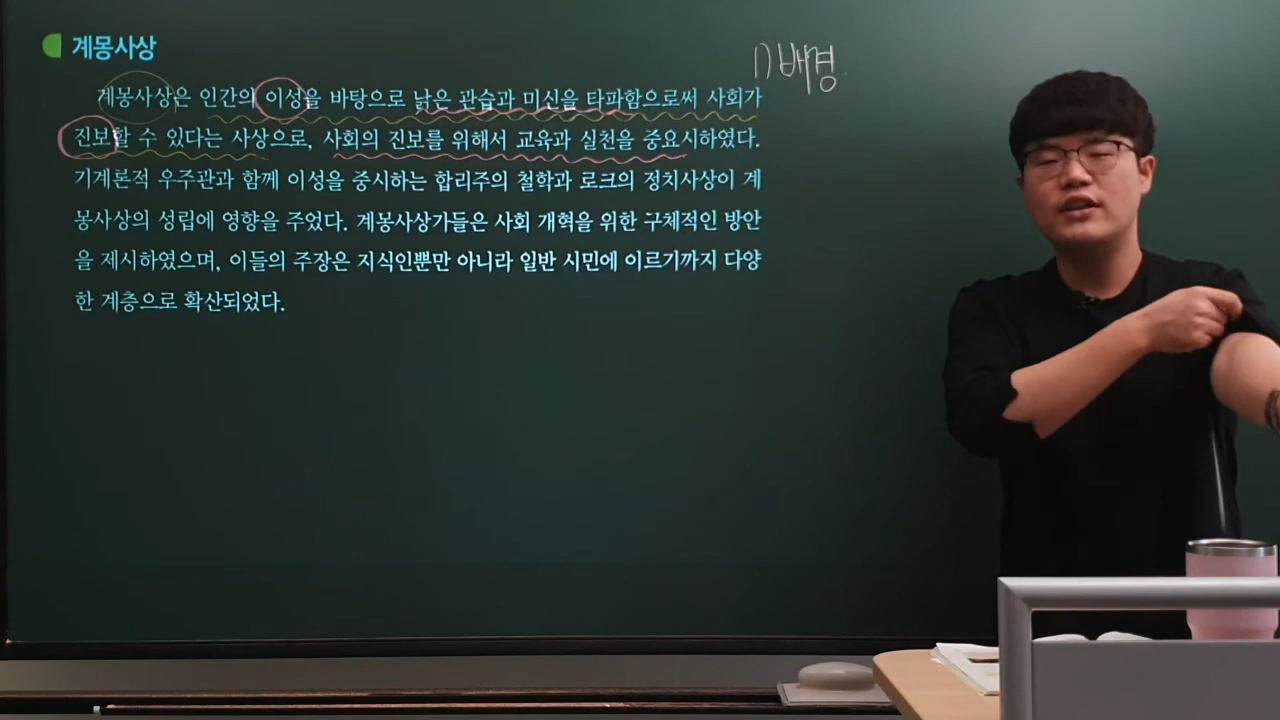 계몽사상
1) 배경
계몽사상은 인간의 이성을 바탕으로 낡은 관습과 미신을 타파함으로써 사회가
진보할 수 있다는 사상으로, 사회의 진보를 위해서 교육과 실천을 중요시하였다.
기계론적 우주관과 함께 이성을 중시하는 합리주의 철학과 로크의 정치사상이 계
몽사상의 성립에 영향을 주었다. 계몽사상가들은 사회 개혁을 위한 구체적인 방안
을 제시하였으며, 이들의 주장은 지식인뿐만 아니라 일반 시민에 이르기까지 다양
한 계층으로 확산되었다.